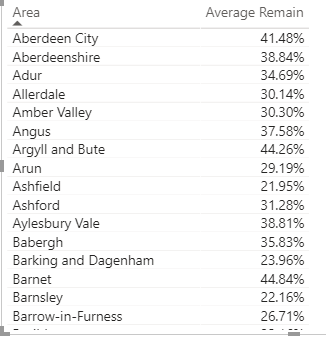 Area Average Remain
Aberdeen City 41.48%
Aberdeenshire 38.84%
Adur 34.69%
Allerdale 30.14%
Amber Valley 30.30%
Angus 37.58%
Argyll and Bute 44.26%
Arun 29.19%
Ashfield 21.95%
Ashford 31.28%
Aylesbury Vale 38.81%
Babergh 35.83%
Barking and Dagenham 23.96%
Barnet 44.84%
Barnsley 22.16%
Barrow-in-Furness 26.71%